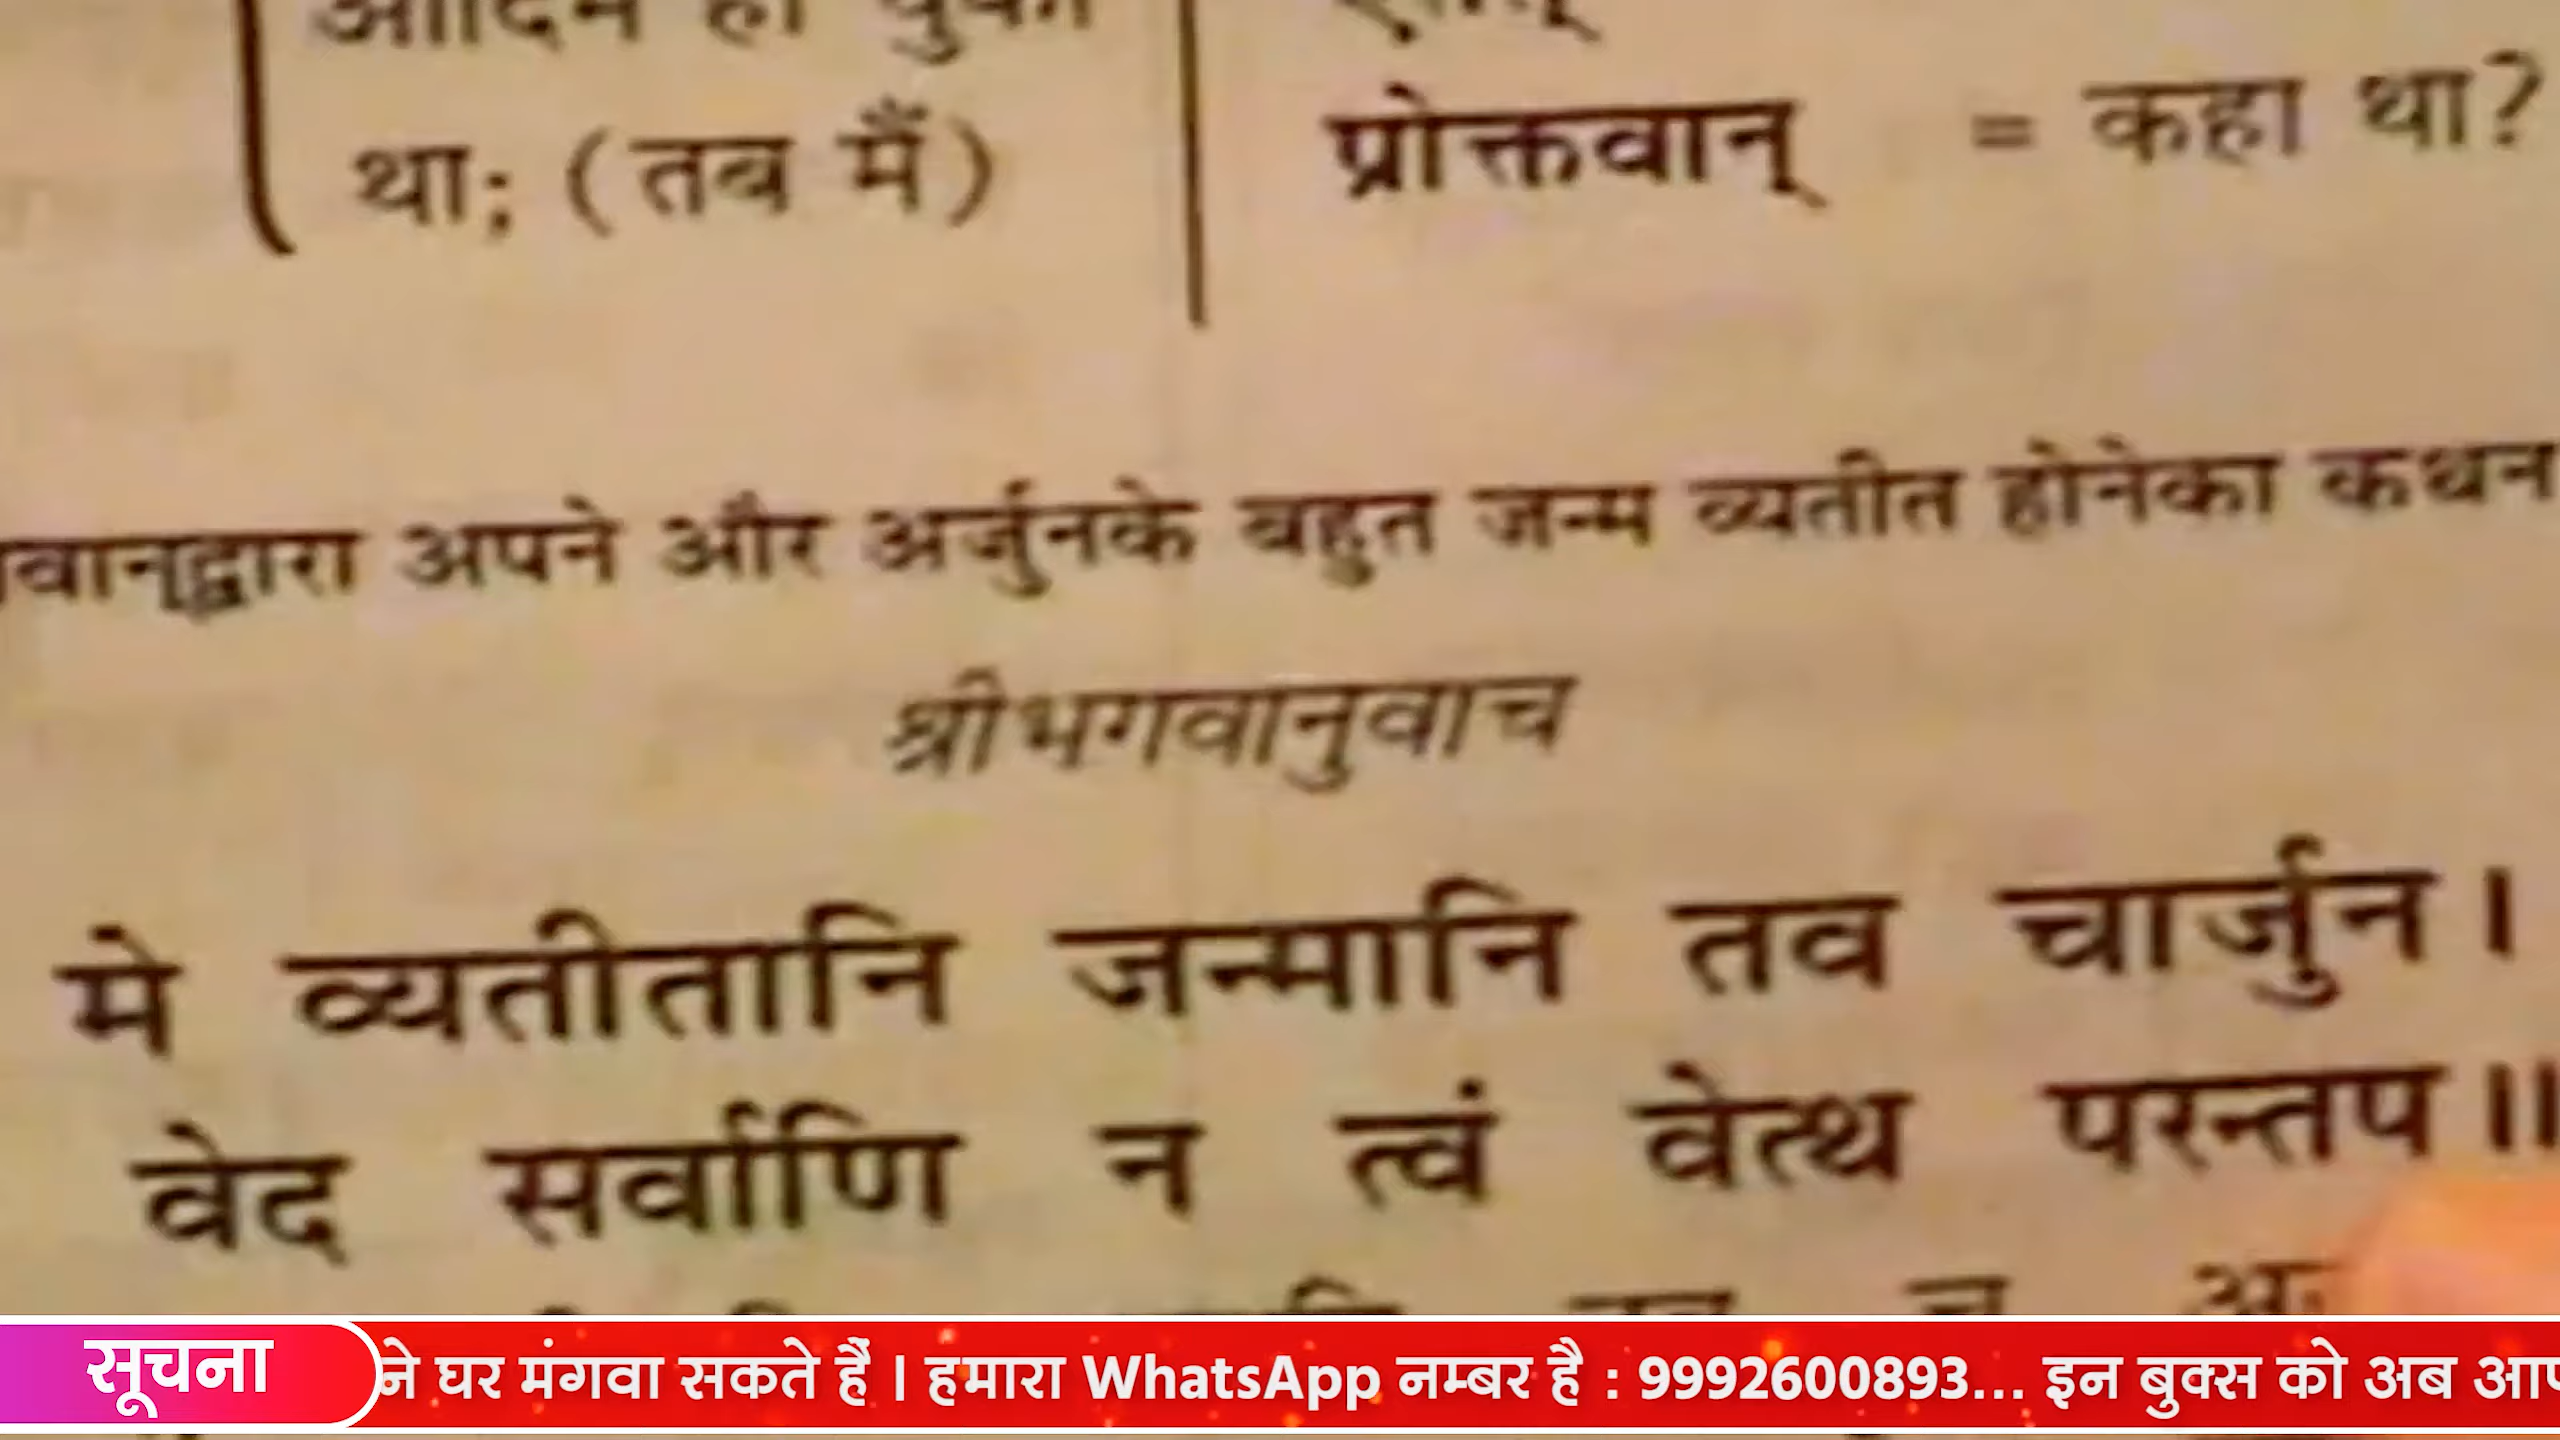 था; (तब मैं)
प्रोक्तवान् = कहा था?
अपने और अर्जुनके बहुत जन्म व्यतीत होनेका कथन
श्रीभगवानुवाच
मे व्यतीतानि जन्मानि तव चार्जुन।
वेद सर्वाणि न त्वं वेत्थ परन्तप॥
सूचना
ने घर मंगवा सकते हैं। हमारा WhatsApp नम्बर है : 9992600893... इन बुक्स को अब